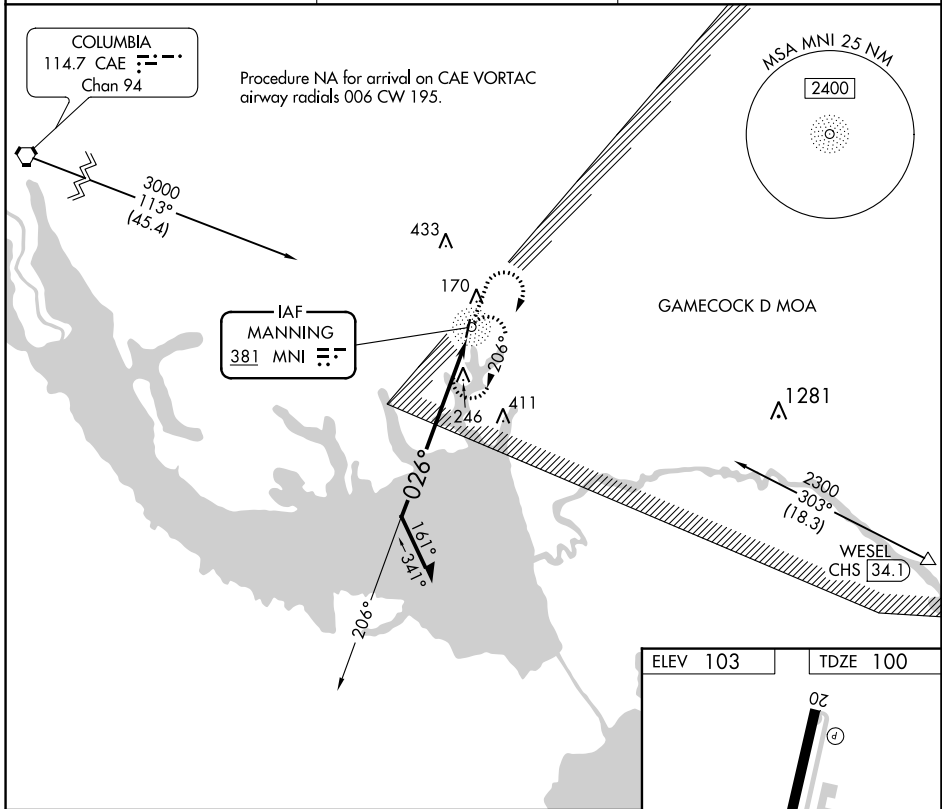 COLUMBIA
114.7 CAE
Chan 94
Procedure NA for arrival on CAE VORTAC
airway radials 006 CW 195.
MSA MNI 25 NM
2400
3000
113°
(45.4)
433
170
IAF
MANNING
381 MNI
206°
GAMECOCK D MOA
246
411
1281
026°
161°
341°
206°
2300
303°
(18.3)
WESEL
CHS 34.1
ELEV 103
TDZE 100
20
P